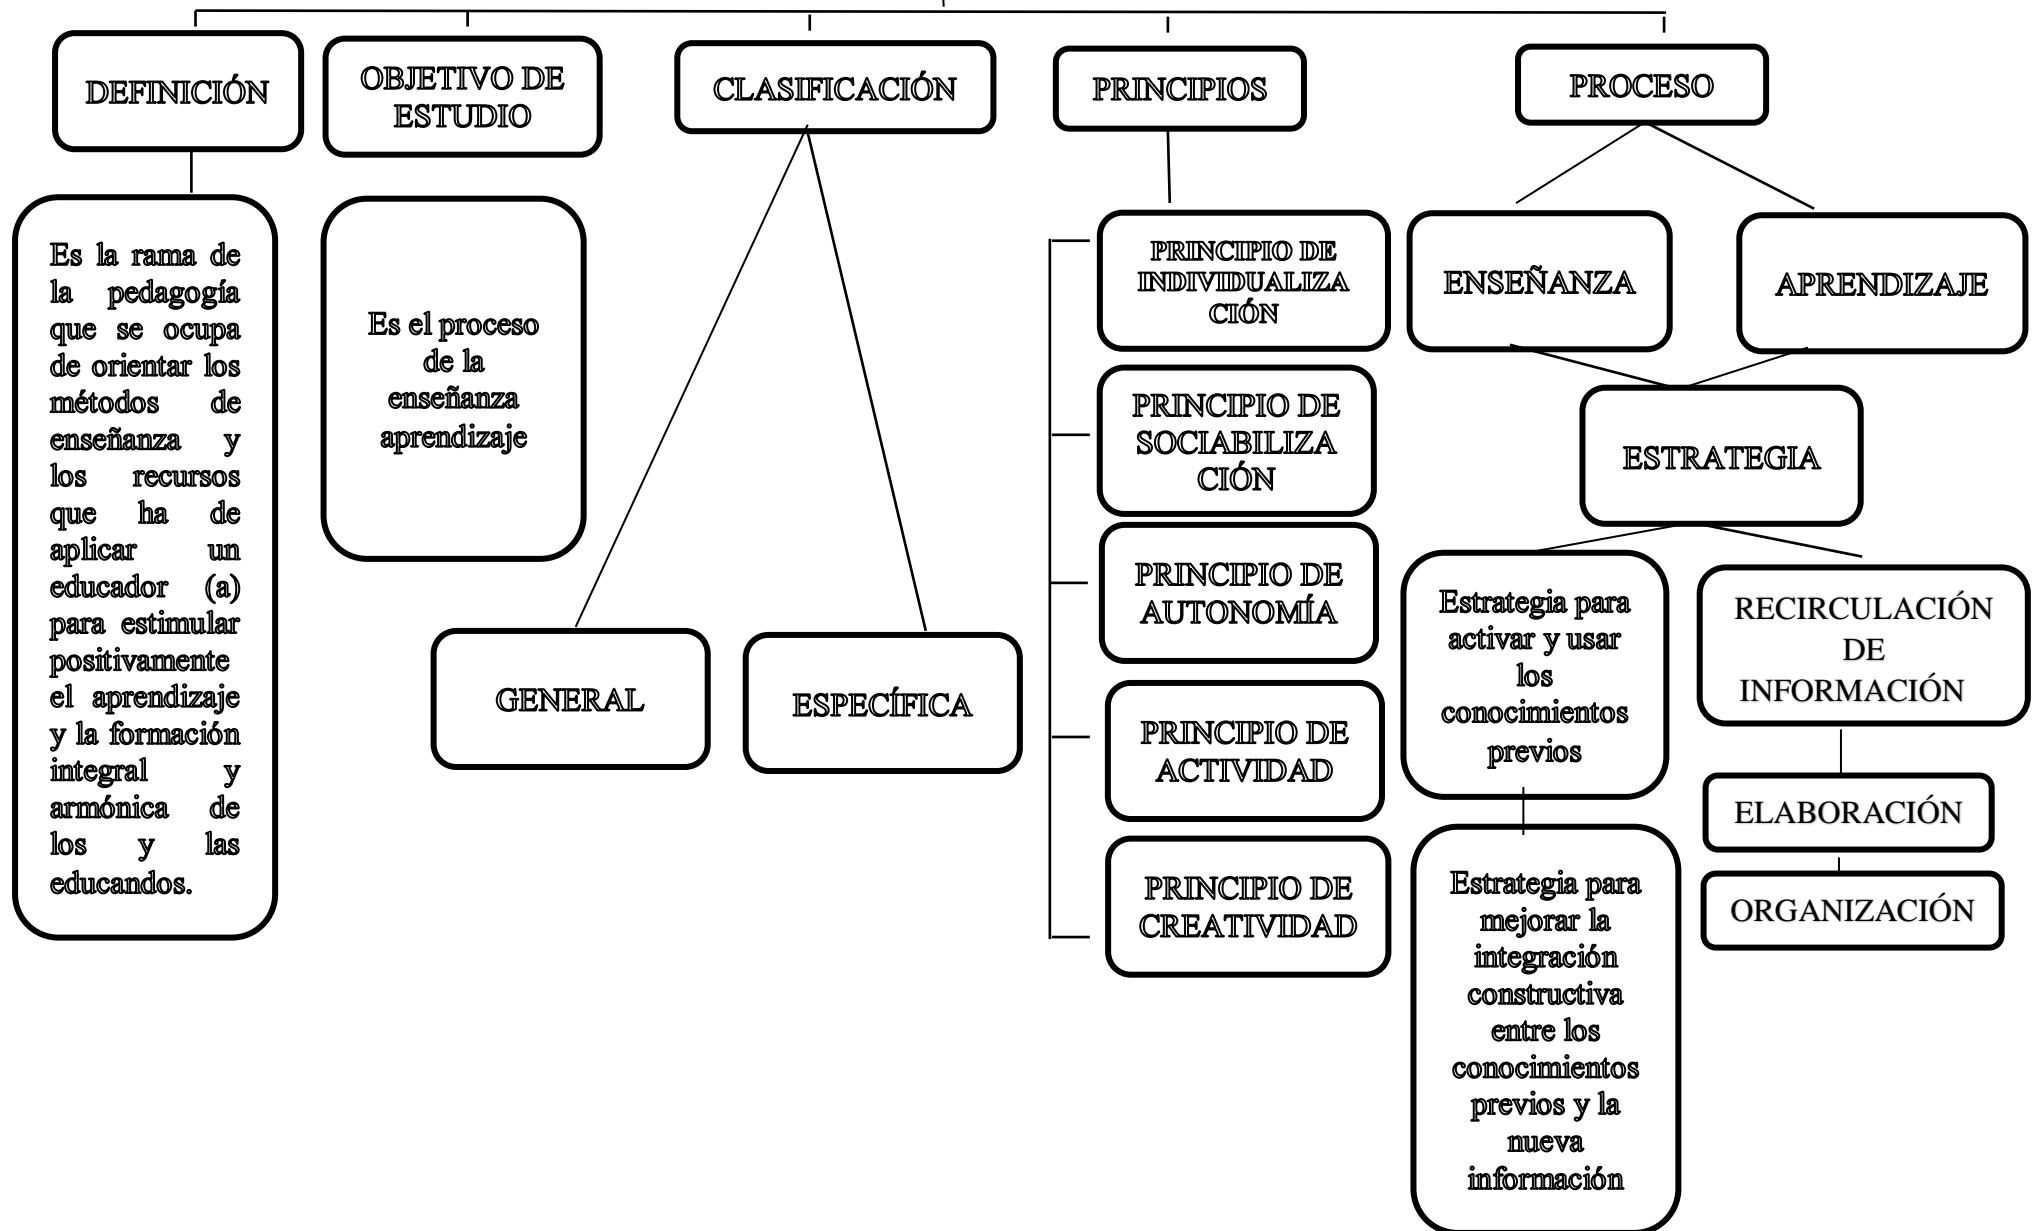 DEFINICIÓN
OBJETIVO DE
ESTUDIO
CLASIFICACIÓN
PRINCIPIOS
PROCESO
Es la rama de
la pedagogía
que se ocupa
de orientar los
métodos de
enseñanza y
los recursos
que ha de
aplicar un
educador (a)
para estimular
positivamente
el aprendizaje
y la formación
integral y
armónica de
los y las
educandos.
Es el proceso
de la
enseñanza
aprendizaje
GENERAL
ESPECÍFICA
PRINCIPIO DE
INDIVIDUALIZA
CIÓN
PRINCIPIO DE
SOCIABILIZA
CIÓN
PRINCIPIO DE
AUTONOMÍA
PRINCIPIO DE
ACTIVIDAD
PRINCIPIO DE
CREATIVIDAD
ENSEÑANZA
APRENDIZAJE
ESTRATEGIA
Estrategia para
activar y usar
los
conocimientos
previos
Estrategia para
mejorar la
integración
constructiva
entre los
conocimientos
previos y la
nueva
información
RECIRCULACIÓN
DE
INFORMACIÓN
ELABORACIÓN
ORGANIZACIÓN